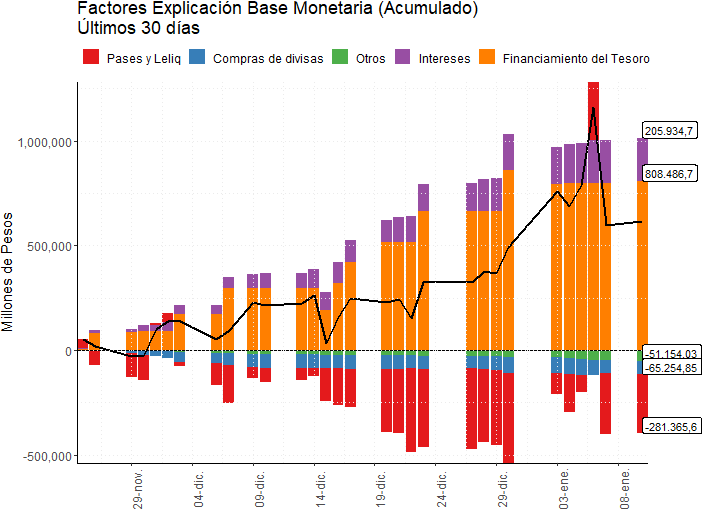 Factores Explicación Base Monetaria (Acumulado)
Últimos 30 días
Pases y Leliq Compras de divisas Otros Intereses Financiamiento del Tesoro
Millones de Pesos
1,000,000
500,000
0
-500,000
205.934,7
808.486,7
-51.154,03
-65.254,85
-281.365,6
29-nov.
04-dic.
09-dic.
14-dic.
19-dic.
24-dic.
29-dic.
03-ene.
08-ene.